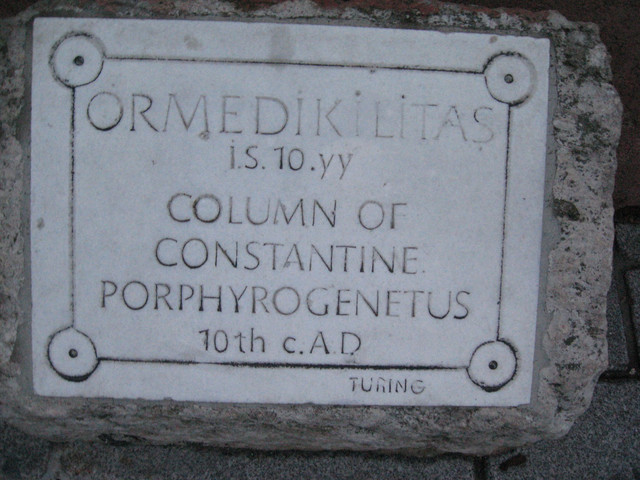 ÖRMEDİKİLİTAŞ
İ.S. 10.yy
COLUMN OF
CONSTANTINE
PORPHYROGENETUS
10th c.A.D
TURING